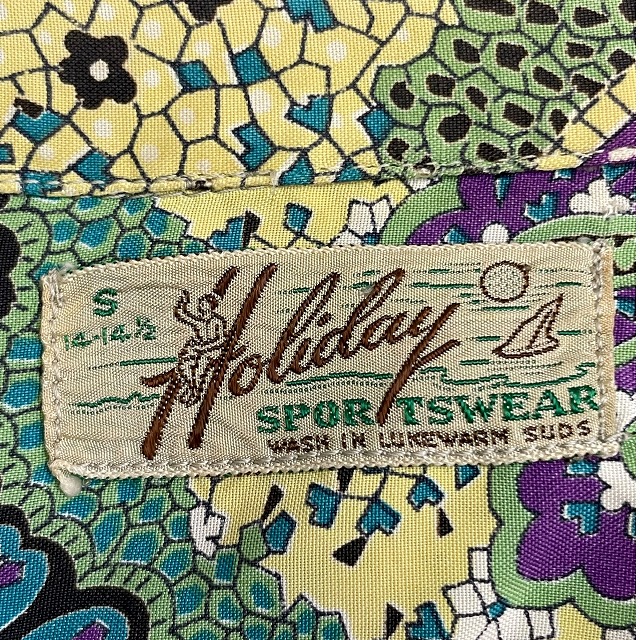 S
14-14½
Holiday
SPORTSWEAR
WASH IN LUKEWARM SUDS